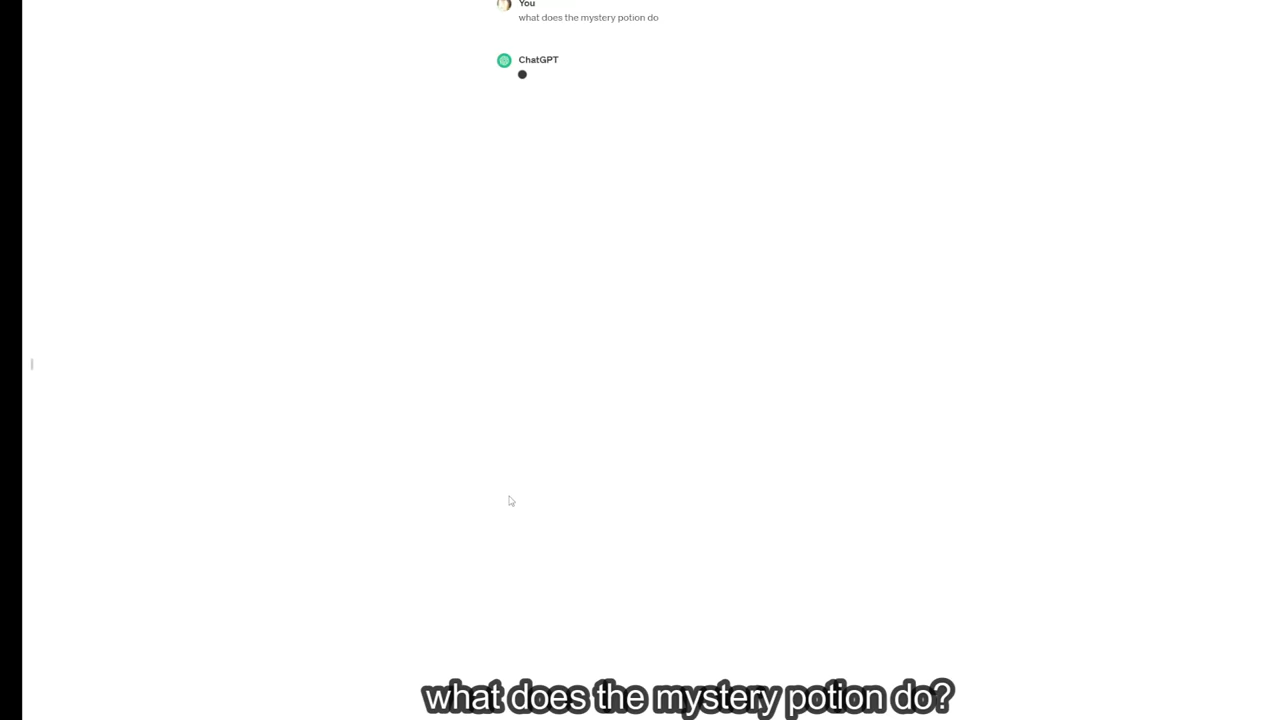 You
what does the mystery potion do
ChatGPT
what does the mystery potion do?